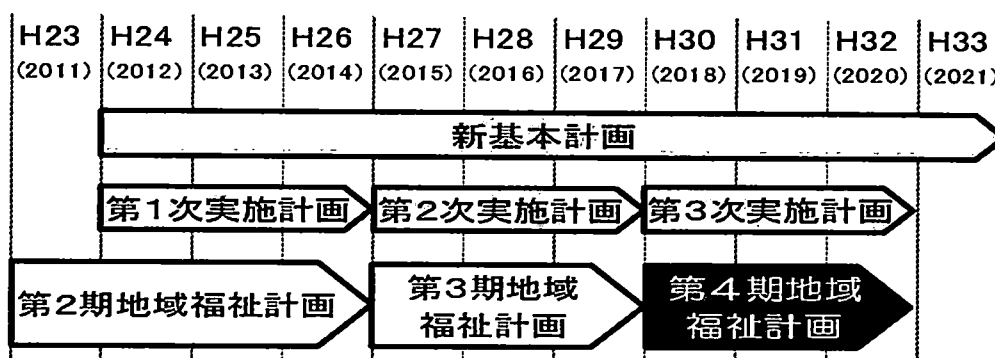 H23 H24 H25 H26 H27 H28 H29 H30 H31 H32 H33
(2011) (2012) (2013) (2014) (2015) (2016) (2017) (2018) (2019) (2020) (2021)
新基本計画
第1次実施計画 第2次実施計画 第3次実施計画
第2期地域福祉計画
第3期地域
福祉計画
第4期地域
福祉計画